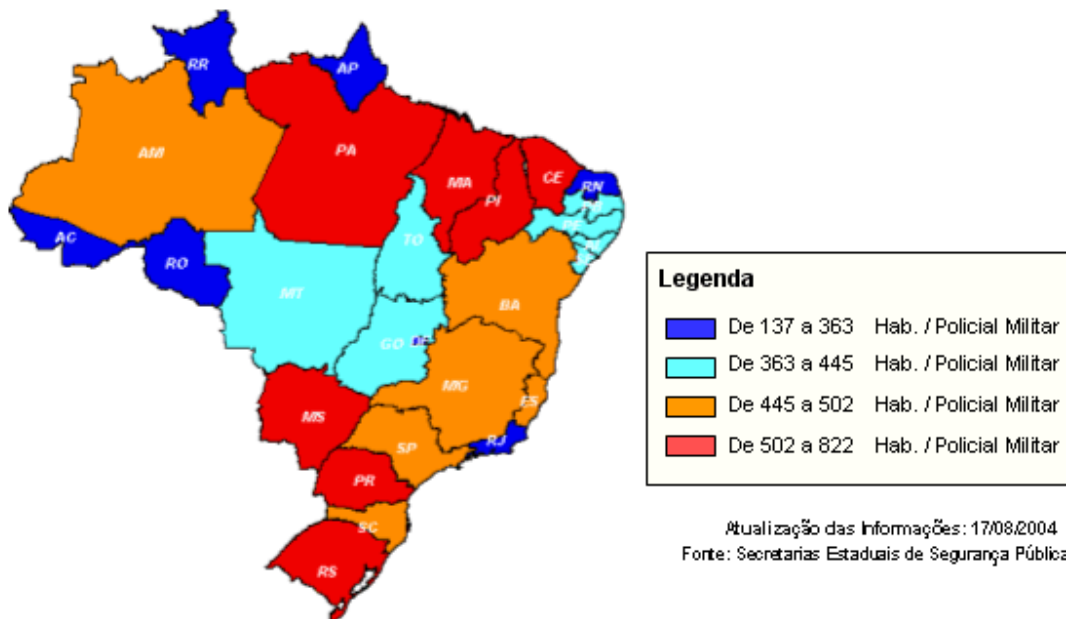 RR
AP
AM
PA
MA
CE
RN
PI
PB
PE
AC
TO
RO
MT
BA
GO
MG
ES
MS
SP
RJ
PR
SC
RS
Legenda
De 137 a 363 Hab. / Policial Militar
De 363 a 445 Hab. / Policial Militar
De 445 a 502 Hab. / Policial Militar
De 502 a 822 Hab. / Policial Militar
Atualização das Informações: 17/08/2004
Fonte: Secretarias Estaduais de Segurança Pública